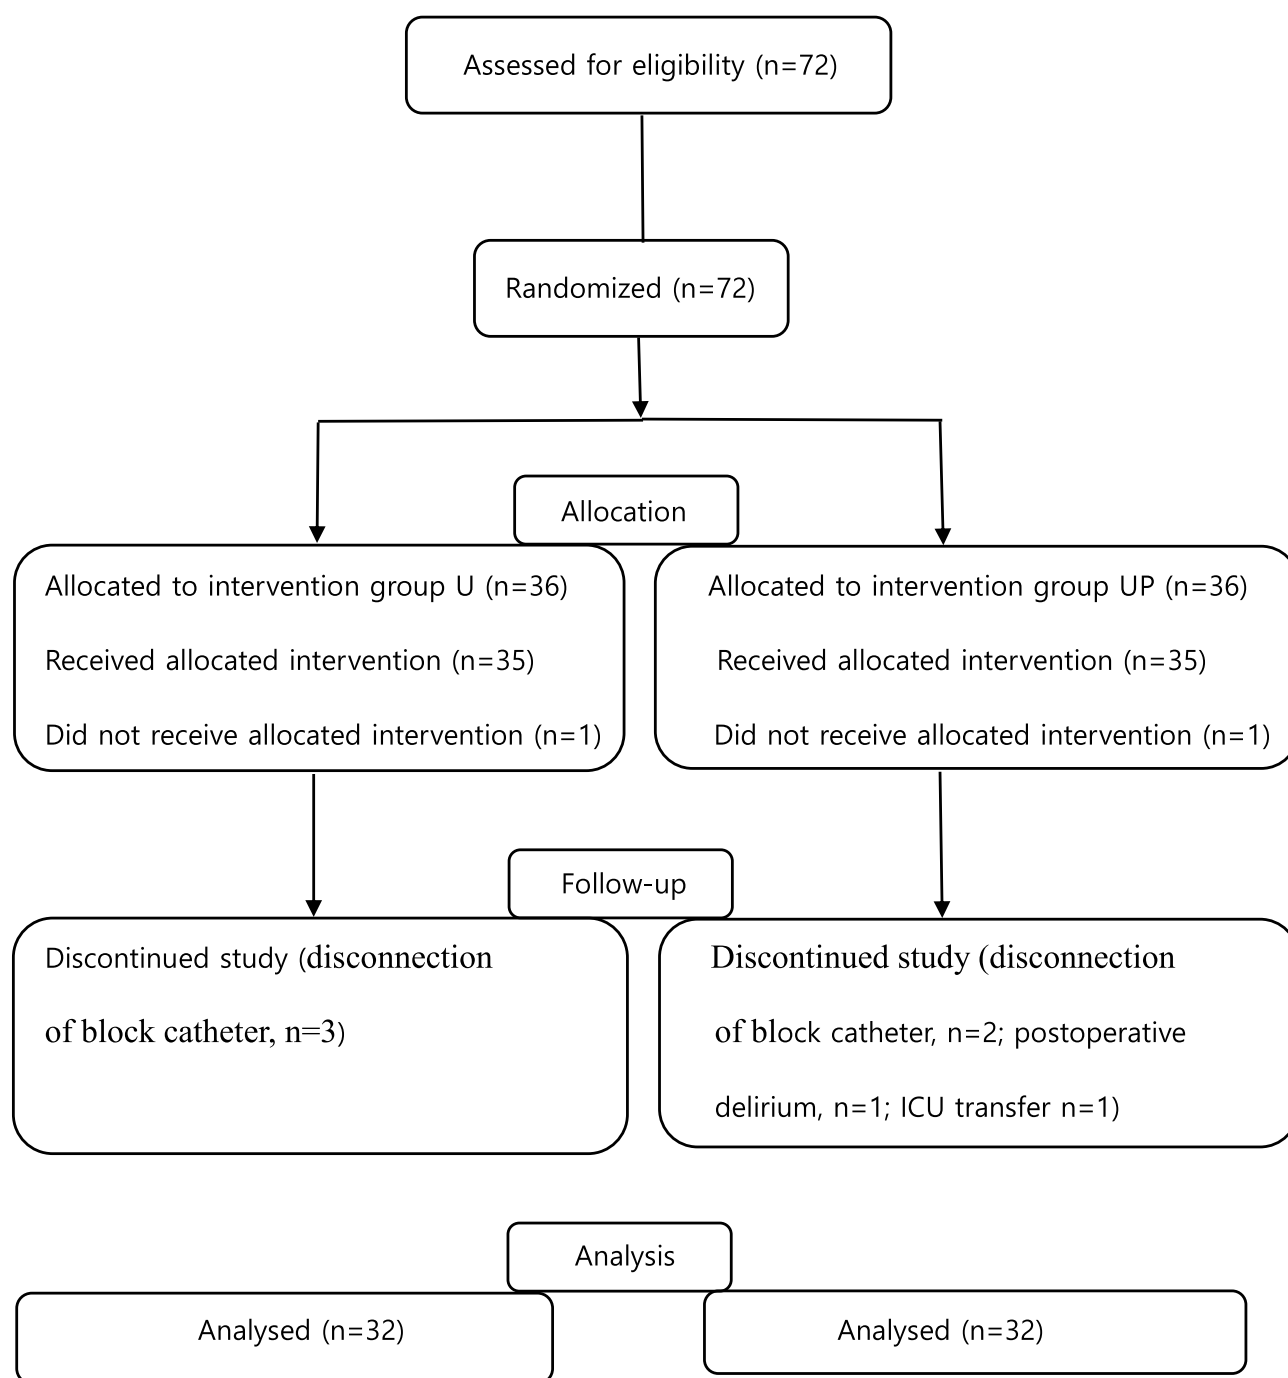 Assessed for eligibility (n=72)
Randomized (n=72)
Allocation
Allocated to intervention group U (n=36)
Received allocated intervention (n=35)
Did not receive allocated intervention (n=1)
Allocated to intervention group UP (n=36)
Received allocated intervention (n=35)
Did not receive allocated intervention (n=1)
Follow-up
Discontinued study (disconnection
of block catheter, n=3)
Discontinued study (disconnection
of block catheter, n=2; postoperative
delirium, n=1; ICU transfer n=1)
Analysis
Analysed (n=32)
Analysed (n=32)